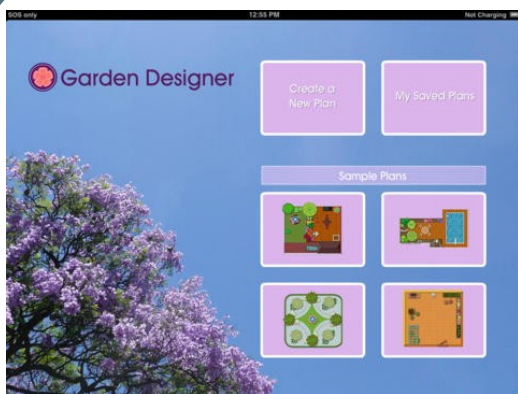 SOS only 12:55 PM Not Charging
Garden Designer
Create a
New Plan
My Saved Plans
Sample Plans